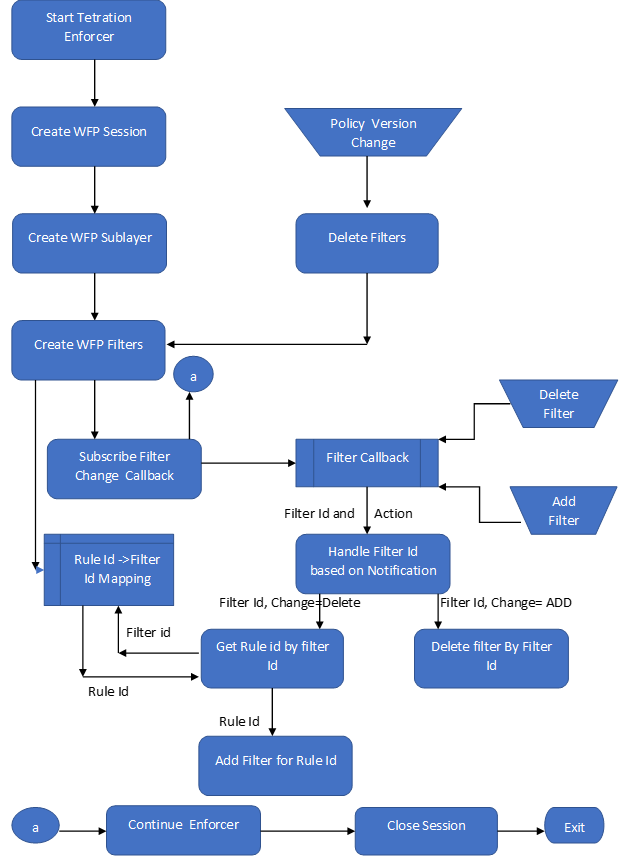 Start Tetration
Enforcer
Create WFP Session
Policy Version
Change
Create WFP Sublayer
Delete Filters
Create WFP Filters
a
Delete
Filter
Subscribe Filter
Change Callback
Filter Callback
Add
Filter
Filter Id and Action
Rule Id ->Filter
Id Mapping
Handle Filter Id
based on Notification
Filter Id, Change=Delete
Filter Id, Change= ADD
Filter id
Get Rule id by filter
Id
Delete filter By Filter
Id
Rule Id
Rule Id
Add Filter for Rule Id
a
Continue Enforcer
Close Session
Exit